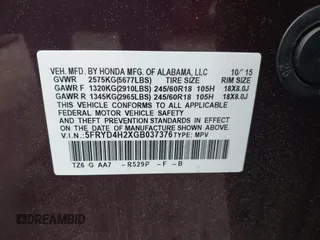 VEH. MFD. BY HONDA MFG. OF ALABAMA, LLC 10/15
GVWR 2575KG(5677LBS) TIRE SIZE RIM SIZE
GAWR F 1320KG(2910LBS) 245/60R18 105H 18X8.0J
GAWR R 1345KG(2965LBS) 245/60R18 105H 18X8.0J
THIS VEHICLE CONFORMS TO ALL APPLICABLE
FEDERAL MOTOR VEHICLE SAFETY AND THEFT
PREVENTION STANDARDS IN EFFECT ON THE DATE
OF MANUFACTURE SHOWN ABOVE.
V.I.N.: 5FRYD4H2XGB037376 TYPE: MPV
TZ6 G AA7 -R529P -F -B
DREAMBID